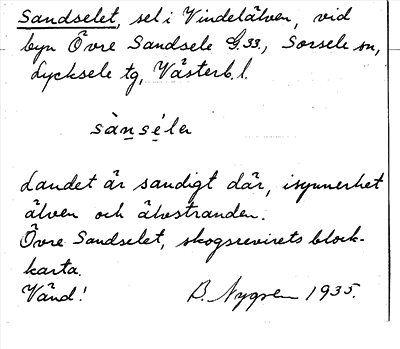 Sandselet, sel i Vindelälven, vid
byn Övre Sandsele G.33., Sorsele sn,
Lycksele tg, Västerb. l.
sànsélɐ
Landet är sandigt där, isynnerhet
älven och älvstranden.
Övre Sandselet, skogsrevirets block-
karta.
Vänd! B. Nygren 1935.